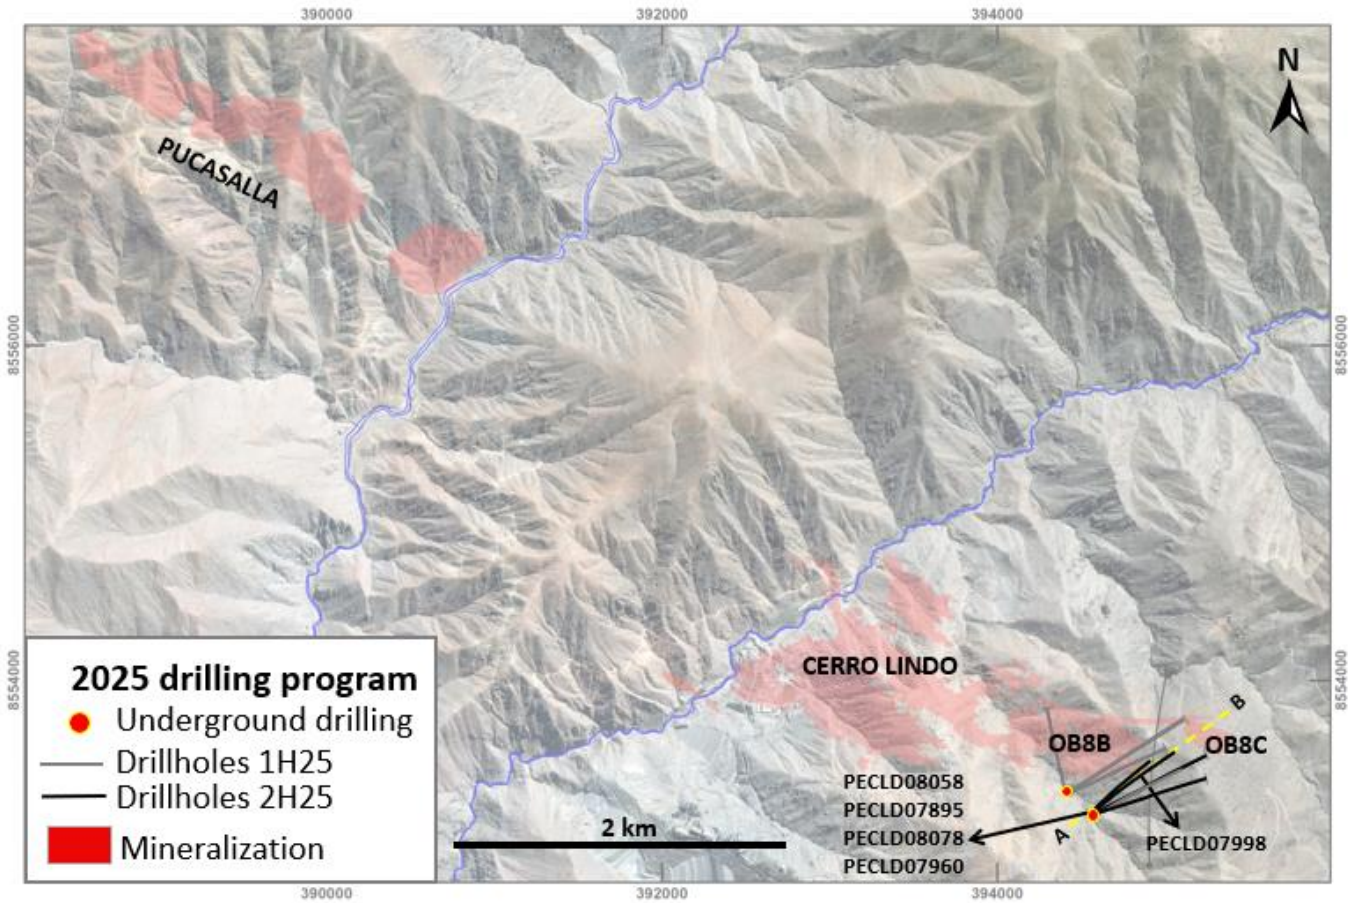 390000
392000
394000
N
PUCASALLA
8556000
8556000
CERRO LINDO
8554000
8554000
B
OB8B
OB8C
PECLD08058
PECLD07895
PECLD08078
PECLD07960
A
PECLD07998
2 km
2025 drilling program
Underground drilling
Drillholes 1H25
Drillholes 2H25
Mineralization
390000
392000
394000